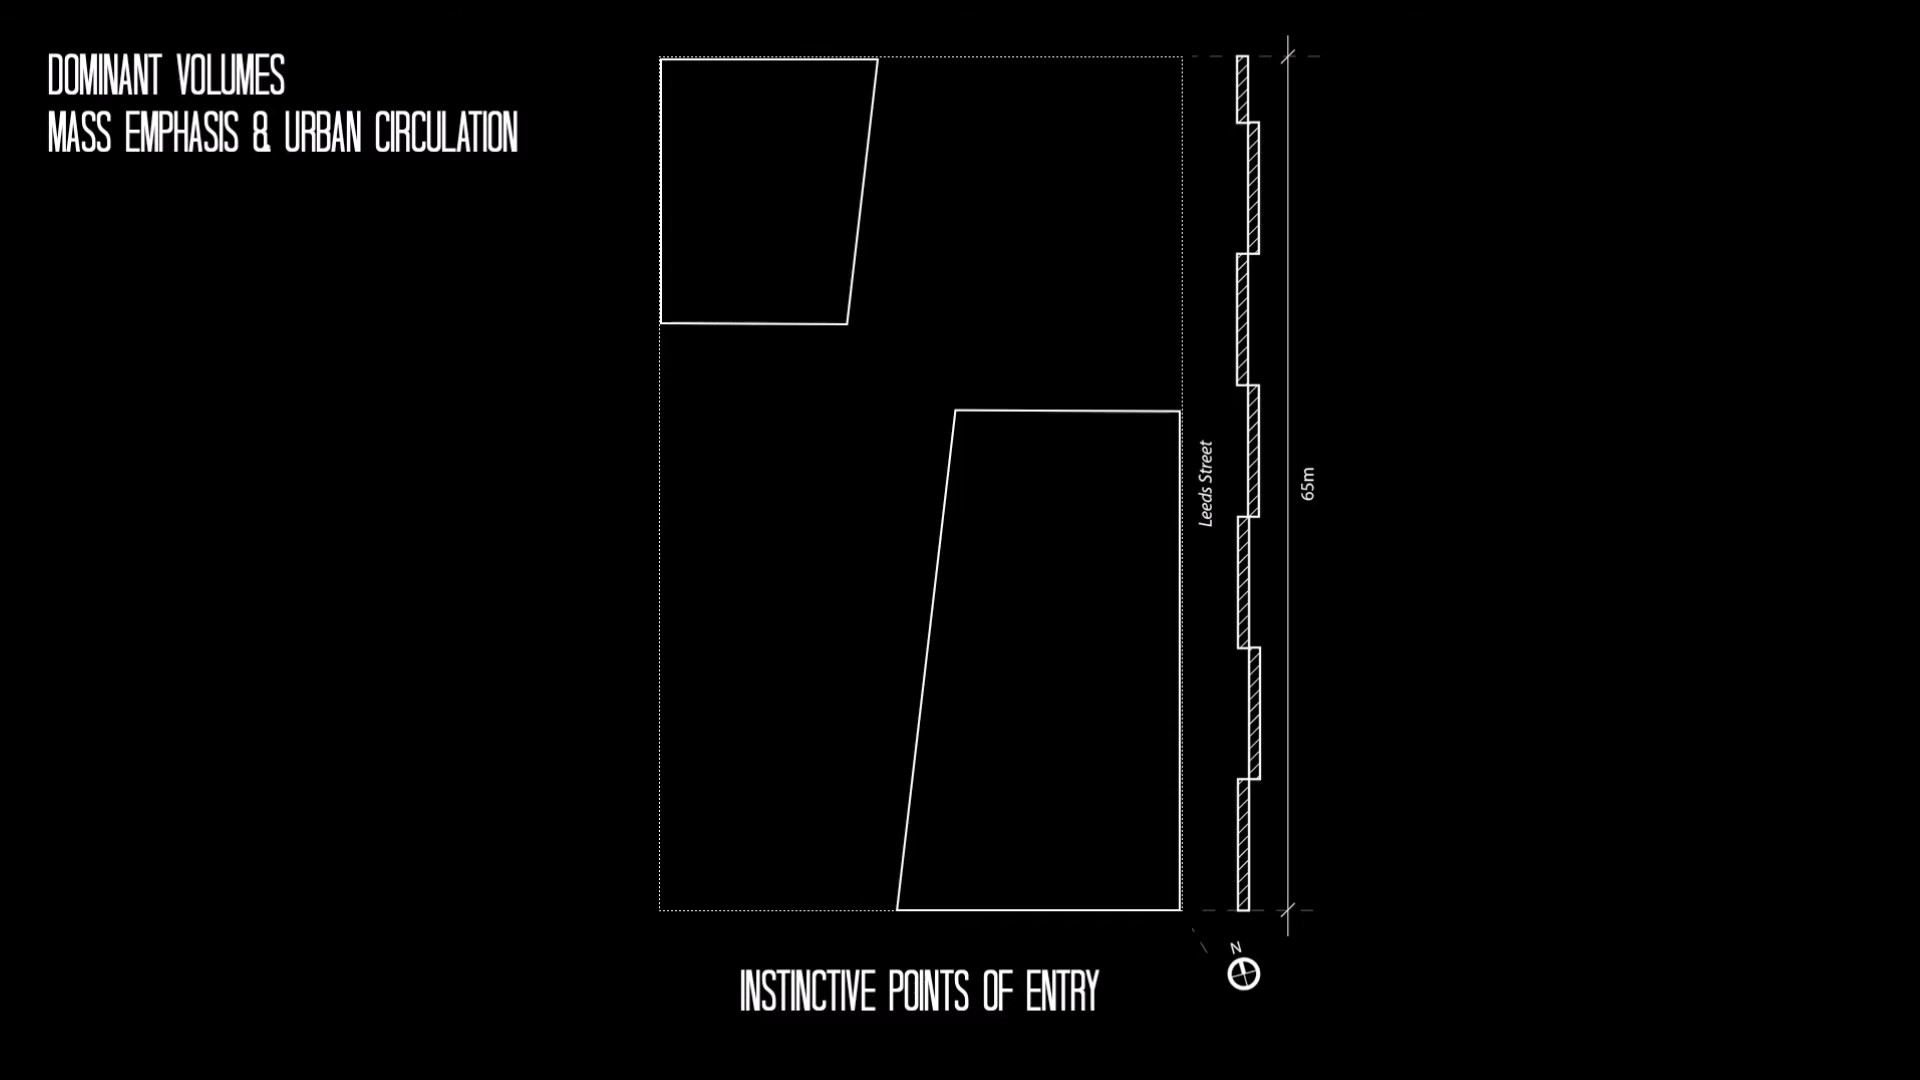 DOMINANT VOLUMES
MASS EMPHASIS & URBAN CIRCULATION
Leeds Street
65m
N
INSTINCTIVE POINTS OF ENTRY